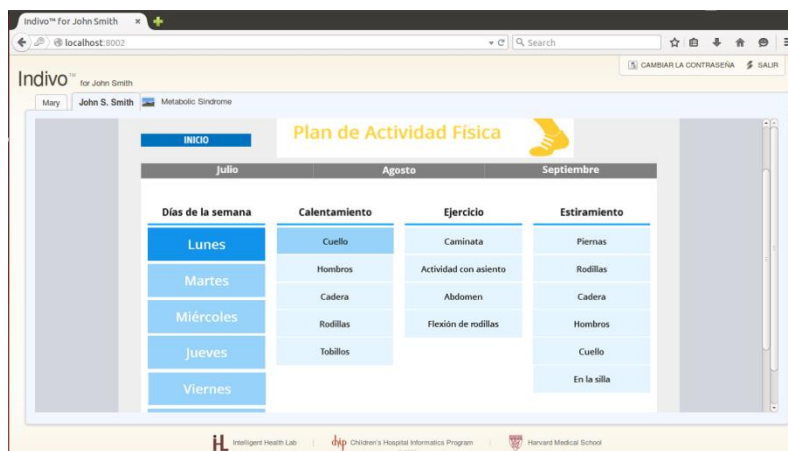 Indivo™ for John Smith
localhost:8002
Search
CAMBIAR LA CONTRASEÑA SALIR
Indivo™ for John Smith
Mary John S. Smith Metabolic Sindrome
INICIO Plan de Actividad Física
Julio Agosto Septiembre
Días de la semana Calentamiento Ejercicio Estiramiento
Lunes Cuello Caminata Piernas
Martes Hombros Actividad con asiento Rodillas
Cadera Abdomen Cadera
Miércoles Rodillas Flexión de rodillas Hombros
Jueves Tobillos Cuello
Viernes En la silla
Intelligent Health Lab Children's Hospital Informatics Program Harvard Medical School